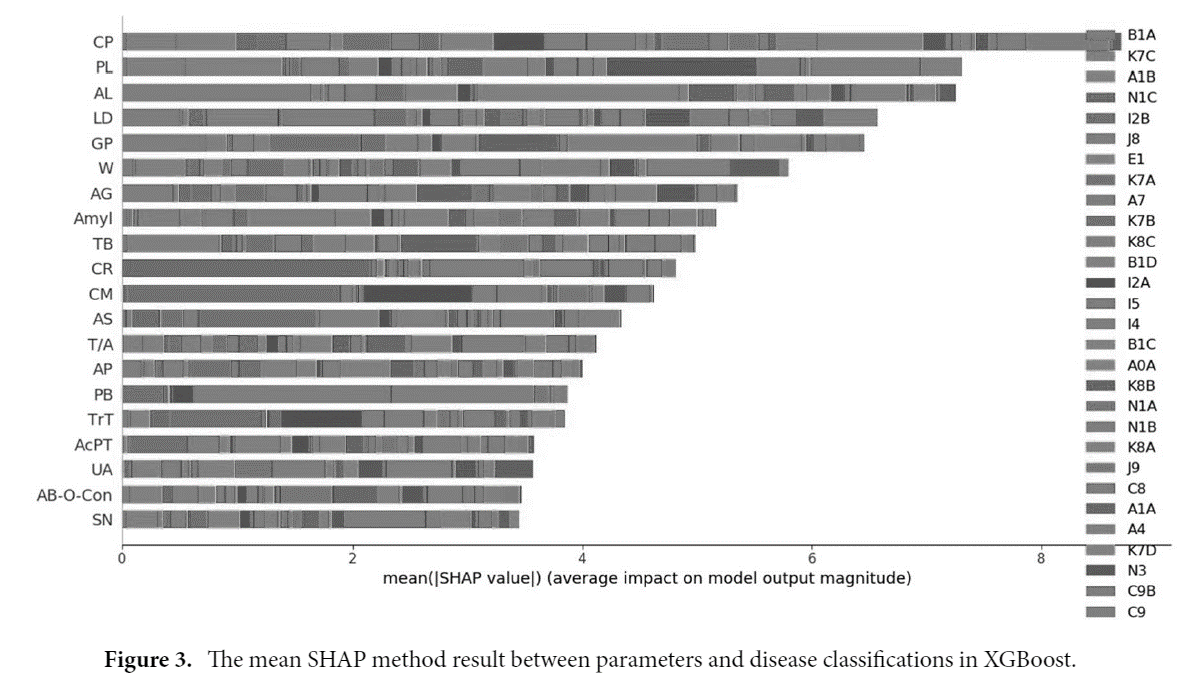 CP
PL
AL
LD
GP
W
AG
Amyl
TB
CR
CM
AS
T/A
AP
PB
TrT
AcPT
UA
AB-O-Con
SN
0 2 4 6 8
mean(|SHAP value|) (average impact on model output magnitude)
B1A
K7C
A1B
N1C
I2B
J8
E1
K7A
A7
K7B
K8C
B1D
I2A
I5
I4
B1C
A0A
K8B
N1A
N1B
K8A
J9
C8
A1A
A4
K7D
N3
C9B
C9
Figure 3. The mean SHAP method result between parameters and disease classifications in XGBoost.